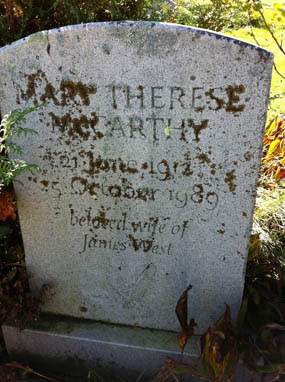 MARY THERESE
MCCARTHY
21 June 1912
25 October 1989
beloved wife of
James West